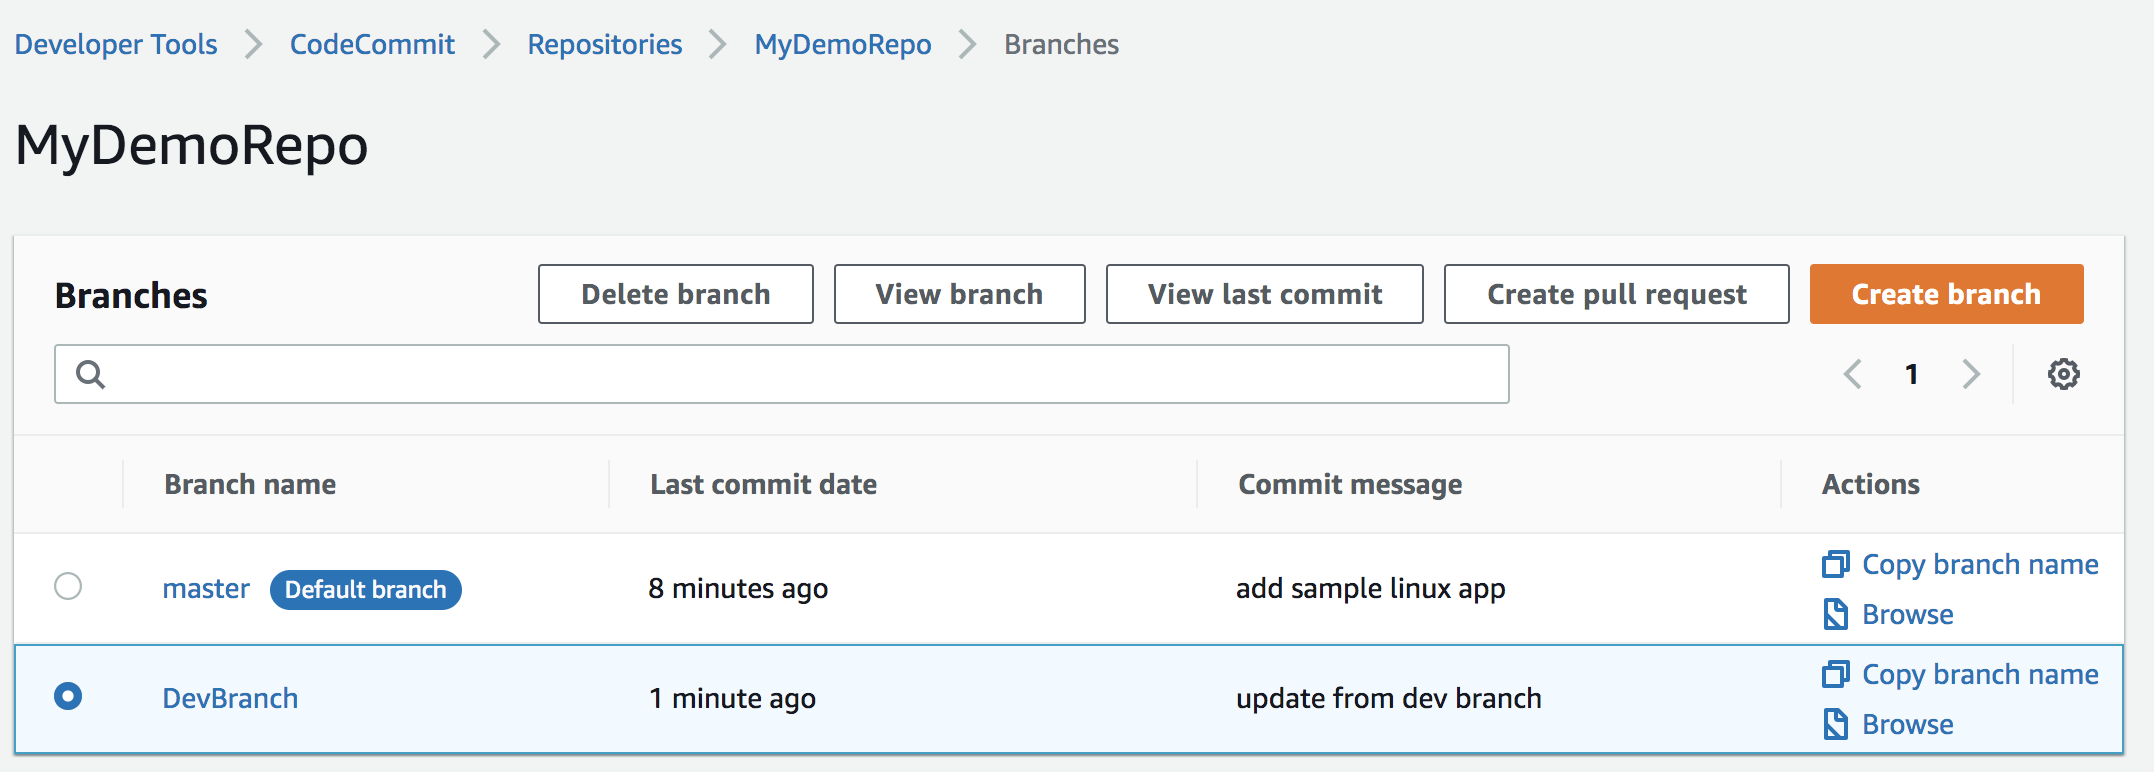 Developer Tools CodeCommit Repositories MyDemoRepo Branches
MyDemoRepo
Branches Delete branch View branch View last commit Create pull request Create branch
1
Branch name Last commit date Commit message Actions
master Default branch 8 minutes ago add sample linux app Copy branch name
Browse
DevBranch 1 minute ago update from dev branch Copy branch name
Browse